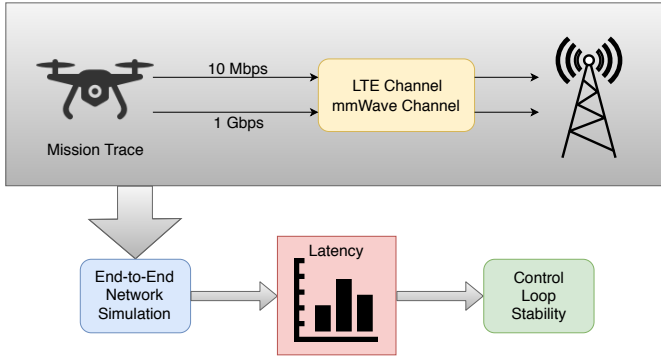 10 Mbps
LTE Channel
mmWave Channel
1 Gbps
Mission Trace
Latency
End-to-End
Network
Simulation
Control
Loop
Stability